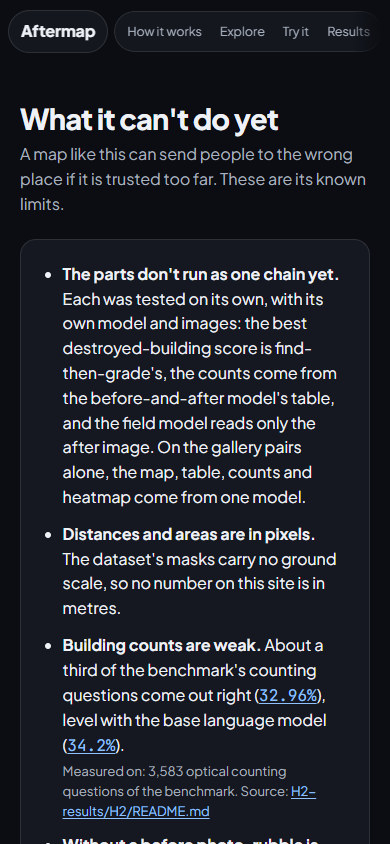 Aftermap
How it works Explore Try it Results
What it can't do yet
A map like this can send people to the wrong
place if it is trusted too far. These are its known
limits.
• The parts don't run as one chain yet.
Each was tested on its own, with its
own model and images: the best
destroyed-building score is find-
then-grade's, the counts come from
the before-and-after model's table,
and the field model reads only the
after image. On the gallery pairs
alone, the map, table, counts and
heatmap come from one model.
• Distances and areas are in pixels.
The dataset's masks carry no ground
scale, so no number on this site is in
metres.
• Building counts are weak. About a
third of the benchmark's counting
questions come out right (32.96%),
level with the base language model
(34.2%).
Measured on: 3,583 optical counting
questions of the benchmark. Source: H2-
results/H2/README.md
• Without a before photo, rubble is